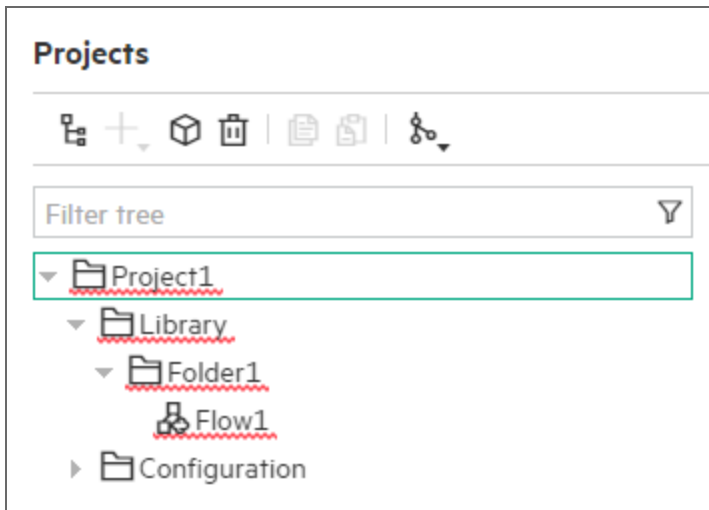 Projects
Filter tree
Project1
Library
Folder1
Flow1
Configuration